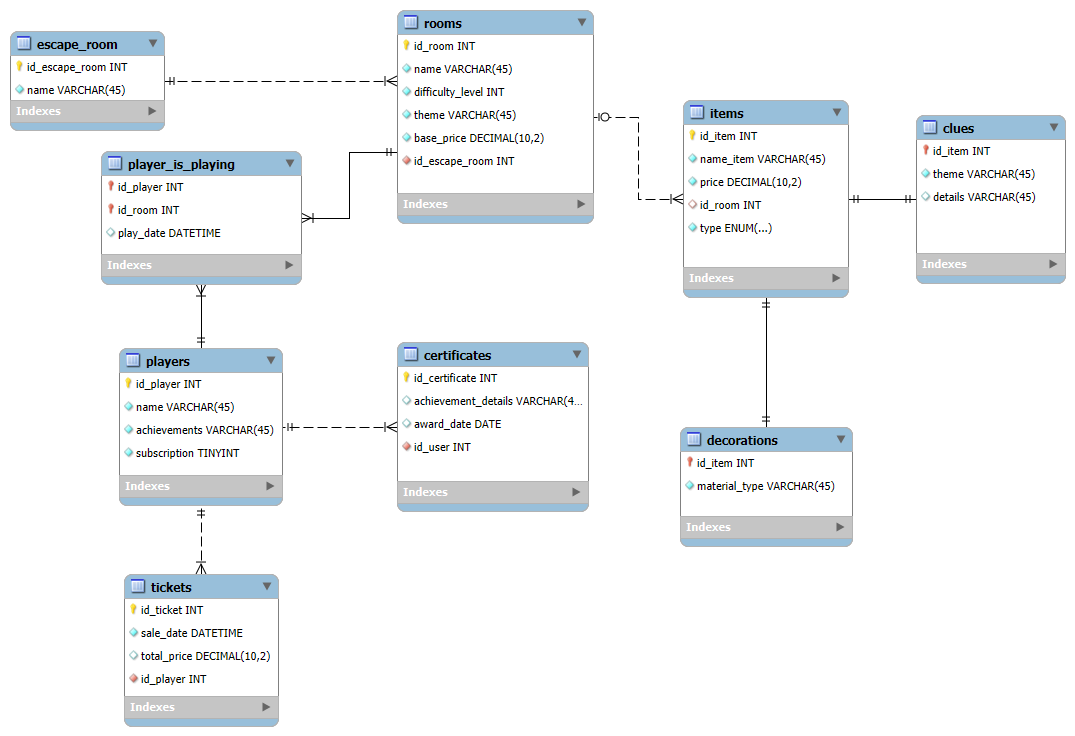 escape_room
id_escape_room INT
name VARCHAR(45)
Indexes
rooms
id_room INT
name VARCHAR(45)
difficulty_level INT
theme VARCHAR(45)
base_price DECIMAL(10,2)
id_escape_room INT
Indexes
player_is_playing
id_player INT
id_room INT
play_date DATETIME
Indexes
items
id_item INT
name_item VARCHAR(45)
price DECIMAL(10,2)
id_room INT
type ENUM(...)
Indexes
clues
id_item INT
theme VARCHAR(45)
details VARCHAR(45)
Indexes
players
id_player INT
name VARCHAR(45)
achievements VARCHAR(45)
subscription TINYINT
Indexes
certificates
id_certificate INT
achievement_details VARCHAR(4...
award_date DATE
id_user INT
Indexes
decorations
id_item INT
material_type VARCHAR(45)
Indexes
tickets
id_ticket INT
sale_date DATETIME
total_price DECIMAL(10,2)
id_player INT
Indexes